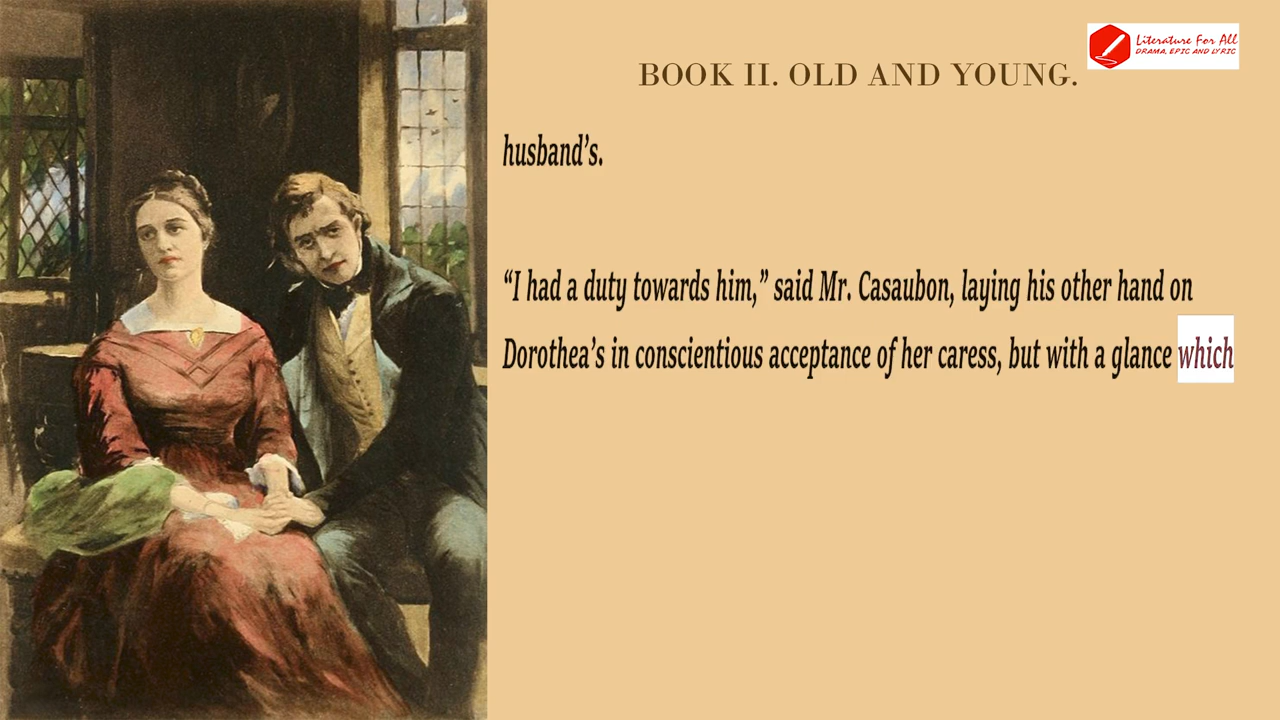 Literature For All
DRAMA, EPIC AND LYRIC
BOOK II. OLD AND YOUNG.
husband’s.
“I had a duty towards him,” said Mr. Casaubon, laying his other hand on
Dorothea’s in conscientious acceptance of her caress, but with a glance which